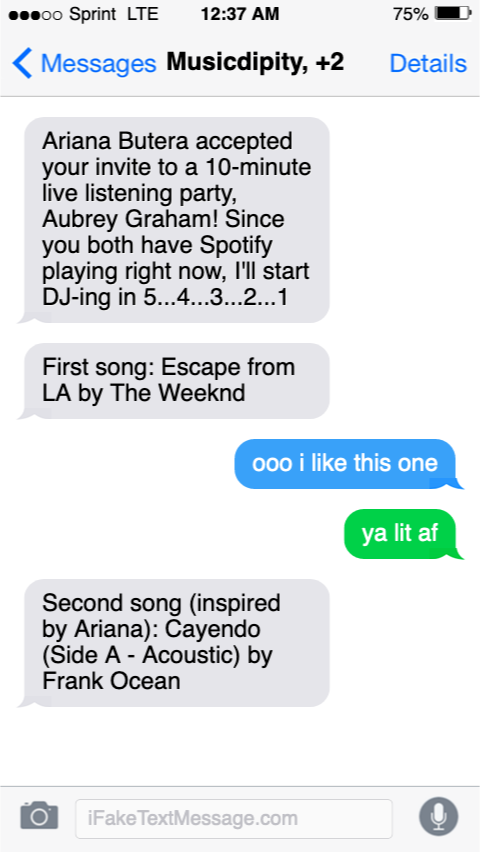 Sprint LTE 12:37 AM 75%
Messages Musicdipity, +2 Details
Ariana Butera accepted
your invite to a 10-minute
live listening party,
Aubrey Graham! Since
you both have Spotify
playing right now, I'll start
DJ-ing in 5...4...3...2...1
First song: Escape from
LA by The Weeknd
ooo i like this one
ya lit af
Second song (inspired
by Ariana): Cayendo
(Side A - Acoustic) by
Frank Ocean
iFakeTextMessage.com